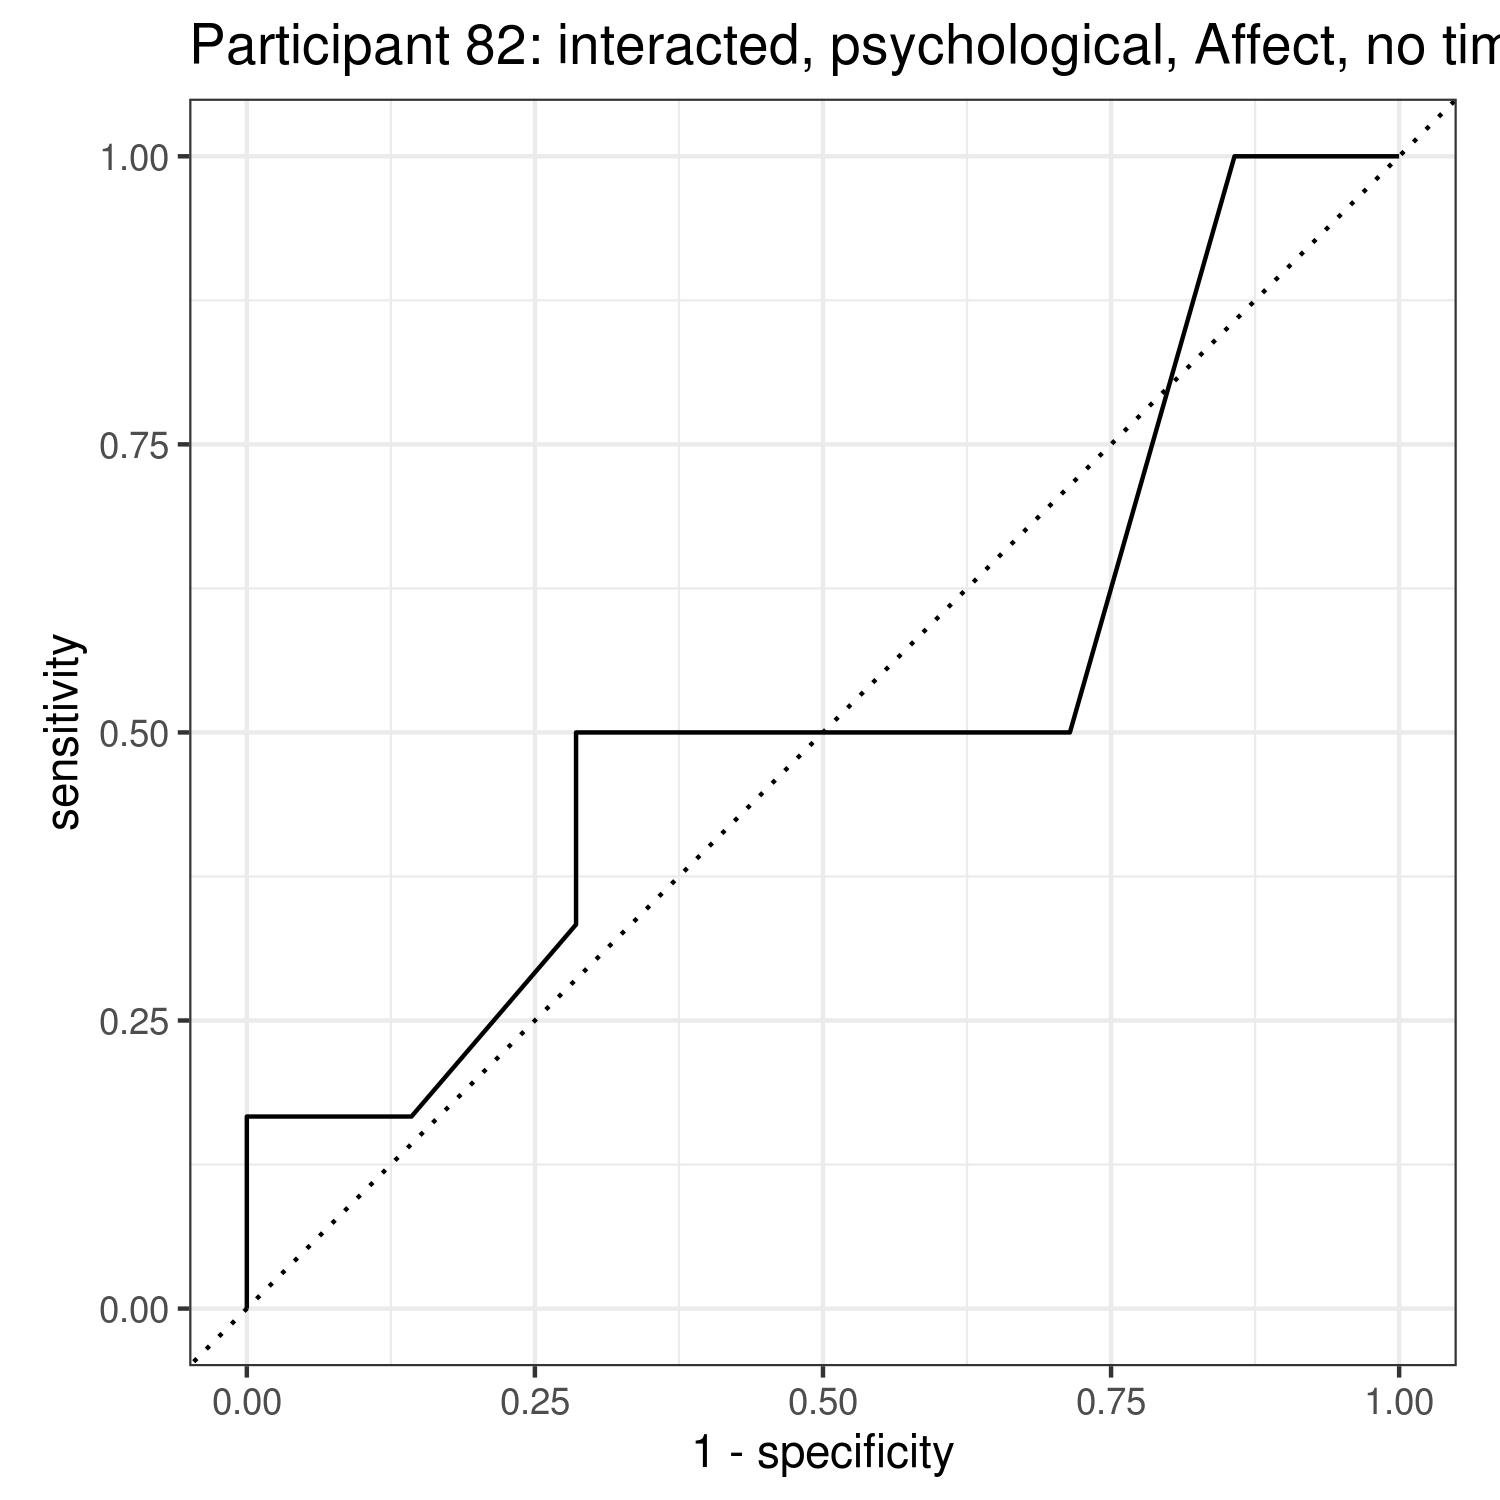 Participant 82: interacted, psychological, Affect, no tim
1.00
0.75
0.50
0.25
0.00
sensitivity
0.00 0.25 0.50 0.75 1.00
1 - specificity